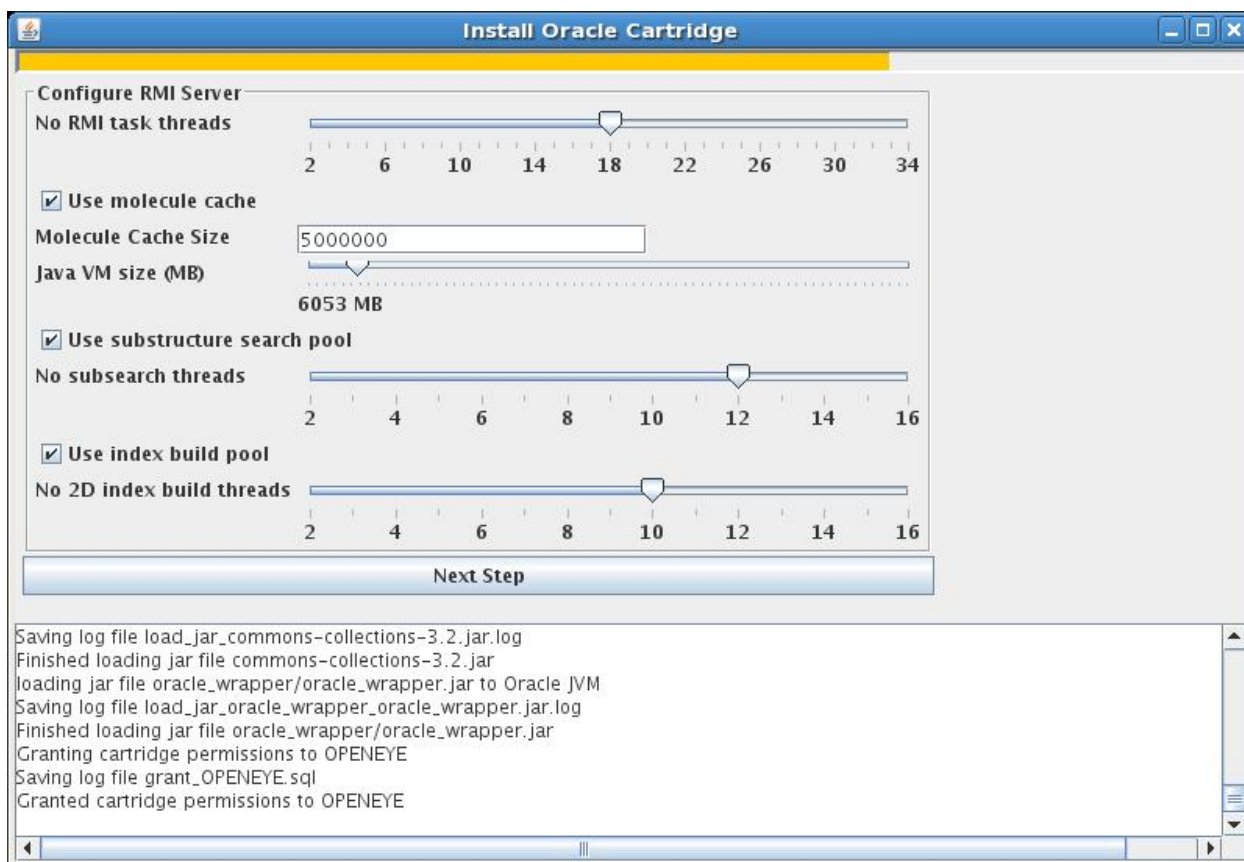 Install Oracle Cartridge
Configure RMI Server
No RMI task threads
2 6 10 14 18 22 26 30 34
Use molecule cache
Molecule Cache Size 5000000
Java VM size (MB)
6053 MB
Use substructure search pool
No subsearch threads
2 4 6 8 10 12 14 16
Use index build pool
No 2D index build threads
2 4 6 8 10 12 14 16
Next Step
Saving log file load_jar_commons-collections-3.2.jar.log
Finished loading jar file commons-collections-3.2.jar
loading jar file oracle_wrapper/oracle_wrapper.jar to Oracle JVM
Saving log file load_jar_oracle_wrapper_oracle_wrapper.jar.log
Finished loading jar file oracle_wrapper/oracle_wrapper.jar
Granting cartridge permissions to OPENEYE
Saving log file grant_OPENEYE.sql
Granted cartridge permissions to OPENEYE